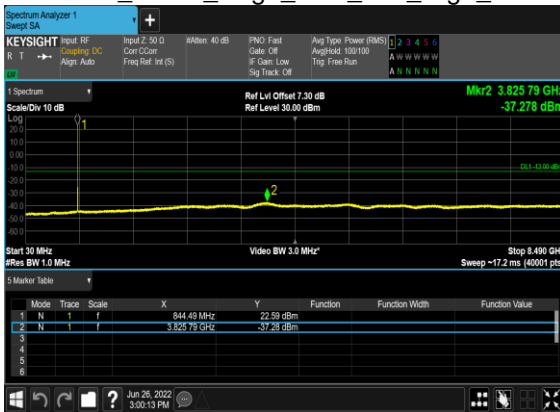 Spectrum Analyzer 1
Swept SA
+
KEYSIGHT Input: RF
R T Coupling: DC
Align: Auto
Input Z: 50 Ω
Corr CCorr
Freq Ref: Int (S)
#Atten: 40 dB
PNO: Fast
Gate: Off
IF Gain: Low
Sig Track: Off
Avg Type: Power (RMS)
Avg|Hold: 100/100
Trig: Free Run
1 2 3 4 5 6
A W W W W W
A N N N N N
1 Spectrum
Scale/Div 10 dB
Ref Lvl Offset 7.30 dB
Ref Level 30.00 dBm
Mkr2 3.825 79 GHz
-37.278 dBm
Log
20.0
10.0
0.00
-10.0
-20.0
-30.0
-40.0
-50.0
-60.0
1
2
DL1 -13.00 dBm
Start 30 MHz
#Res BW 1.0 MHz
Video BW 3.0 MHz*
Stop 8.490 GHz
Sweep ~17.2 ms (40001 pts)
5 Marker Table
Mode Trace Scale X Y Function Function Width Function Value
1 N 1 f 844.49 MHz 22.59 dBm
2 N 1 f 3.825 79 GHz -37.28 dBm
3
4
5
6
?
Jun 26, 2022
3:00:13 PM